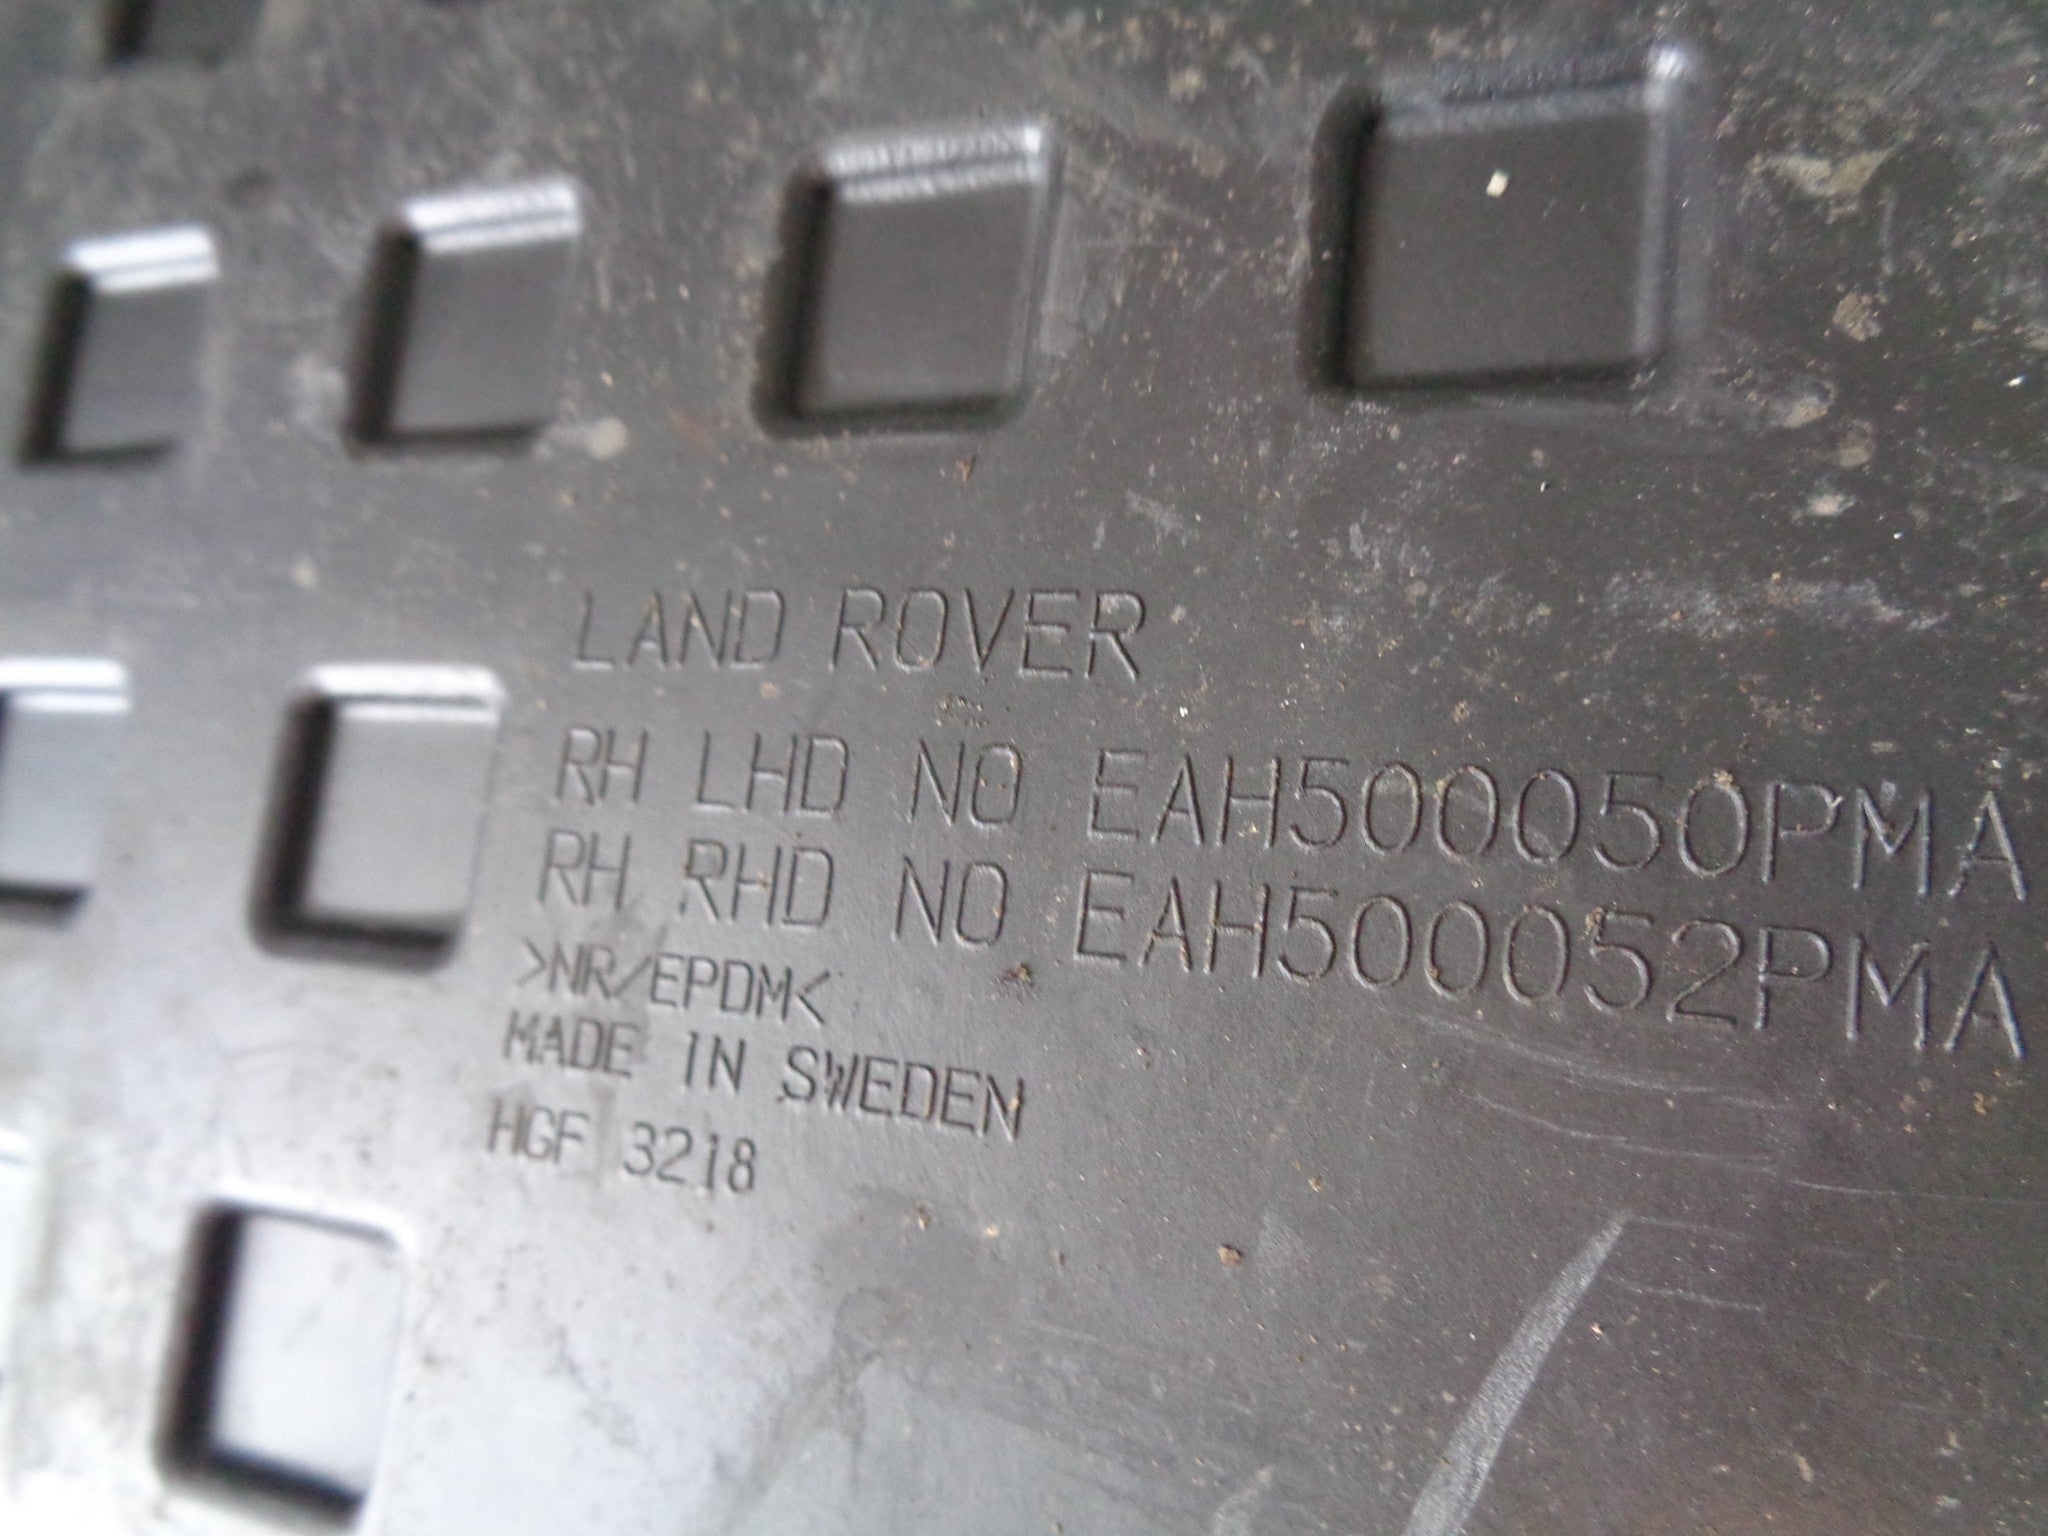 LAND ROVER
RH LHD NO EAH500050PMA
RH RHD NO EAH500052PMA
>NR/EPDM<
MADE IN SWEDEN
HGF 3218